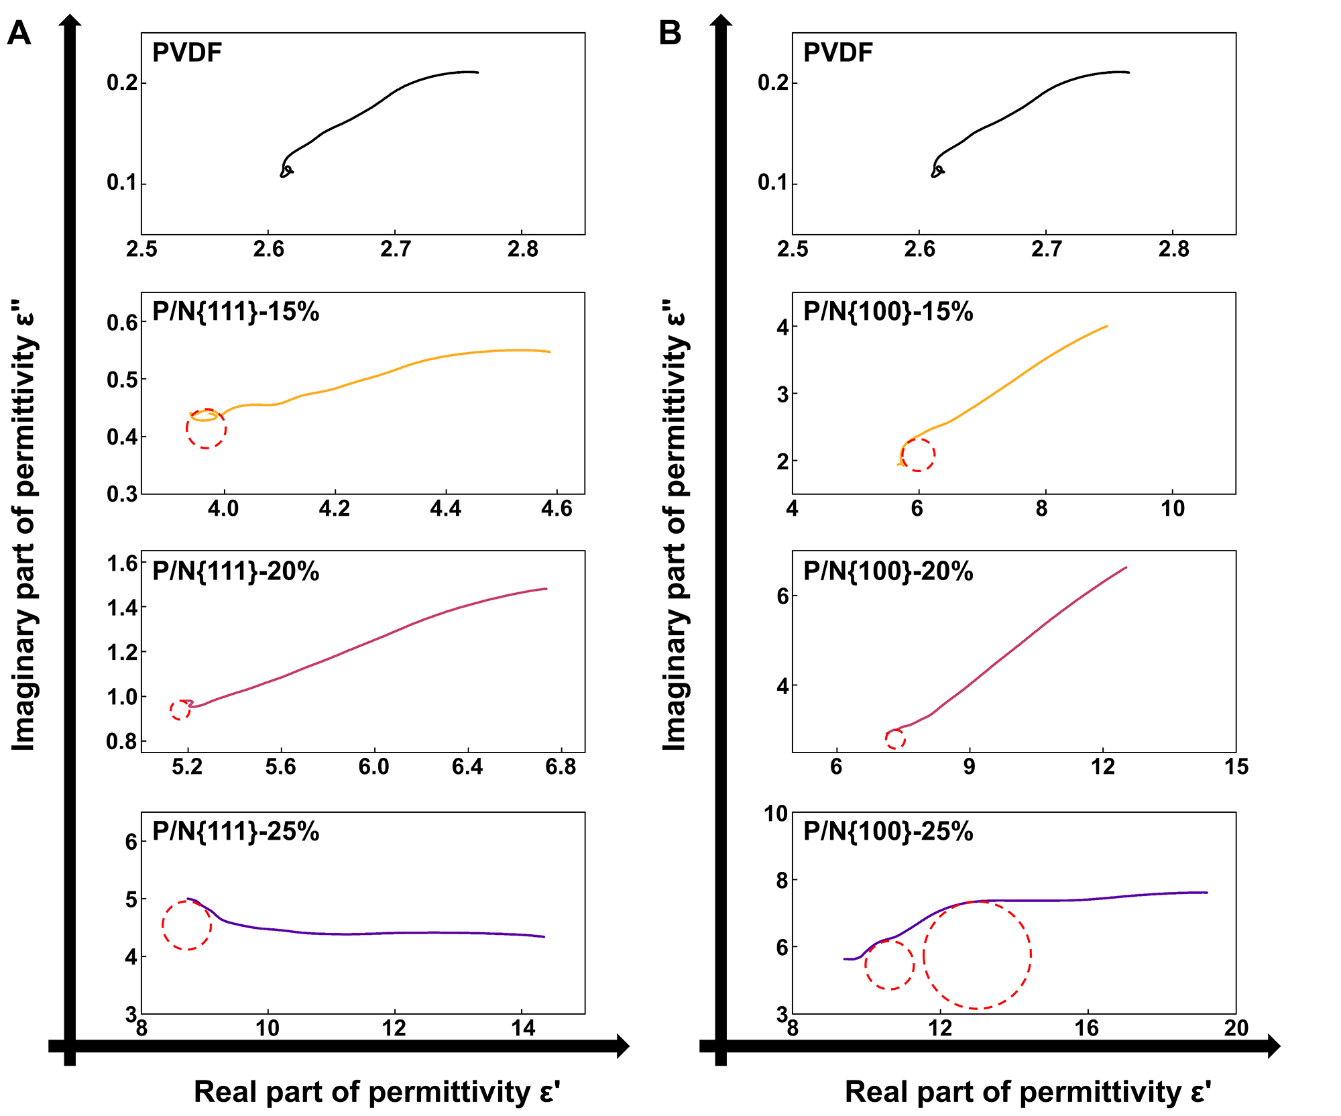 A
Imaginary part of permittivity ε"
PVDF
0.2
0.1
2.5 2.6 2.7 2.8
P/N{111}-15%
0.6
0.5
0.4
0.3
4.0 4.2 4.4 4.6
P/N{111}-20%
1.6
1.4
1.2
1.0
0.8
5.2 5.6 6.0 6.4 6.8
P/N{111}-25%
6
5
4
3
8 10 12 14
Real part of permittivity ε'
B
Imaginary part of permittivity ε"
PVDF
0.2
0.1
2.5 2.6 2.7 2.8
P/N{100}-15%
4
3
2
4 6 8 10
P/N{100}-20%
6
4
6 9 12 15
P/N{100}-25%
10
8
6
3
8 12 16 20
Real part of permittivity ε'